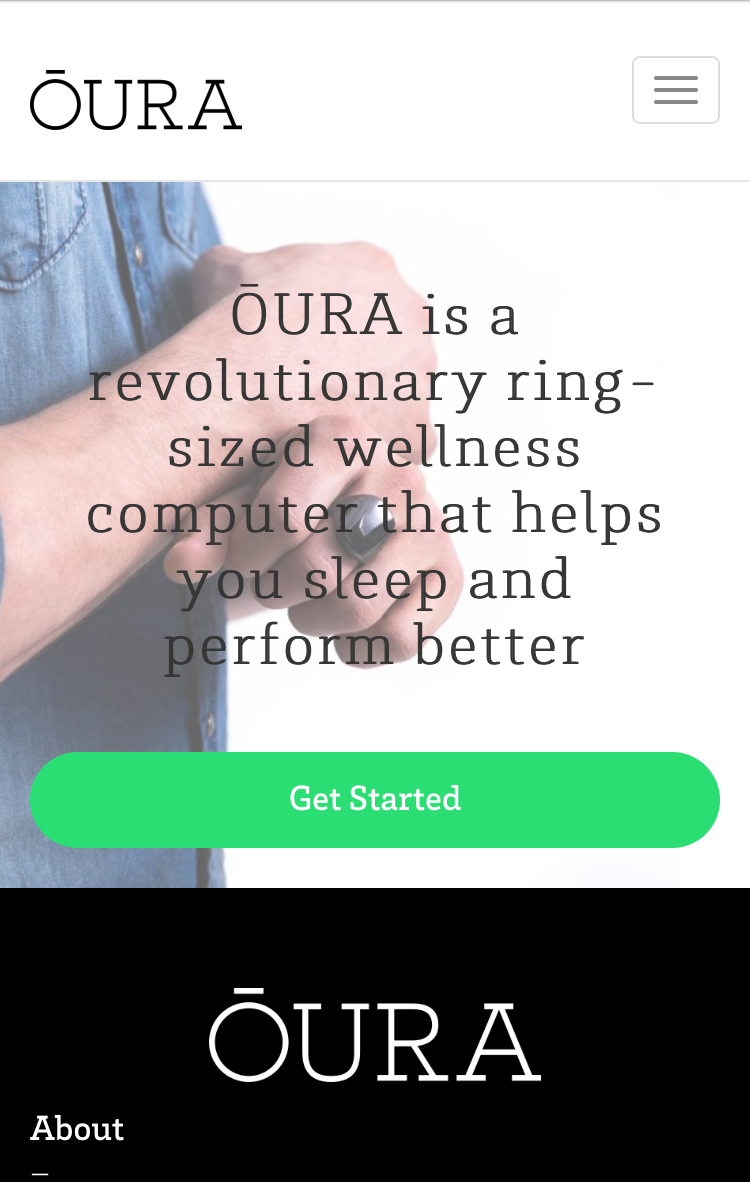 ŌURA
ŌURA is a
revolutionary ring-
sized wellness
computer that helps
you sleep and
perform better
Get Started
ŌURA
About
–